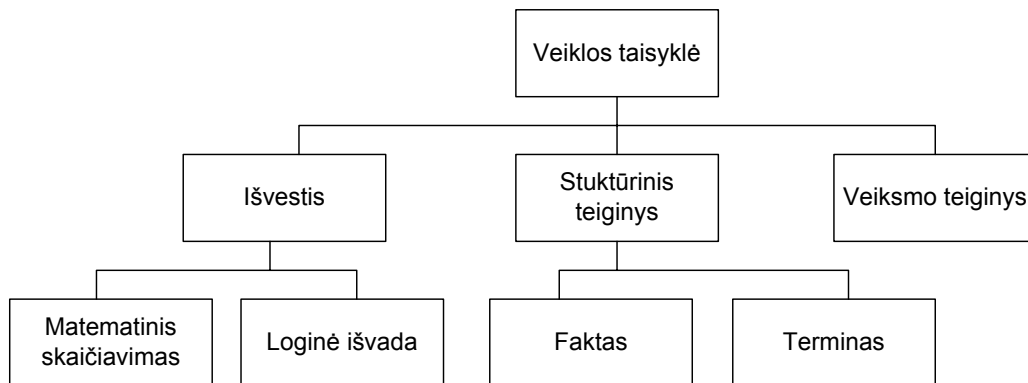 Veiklos taisyklė
Išvestis
Stuktūrinis
teiginys
Veiksmo teiginys
Matematinis
skaičiavimas
Loginė išvada
Faktas
Terminas